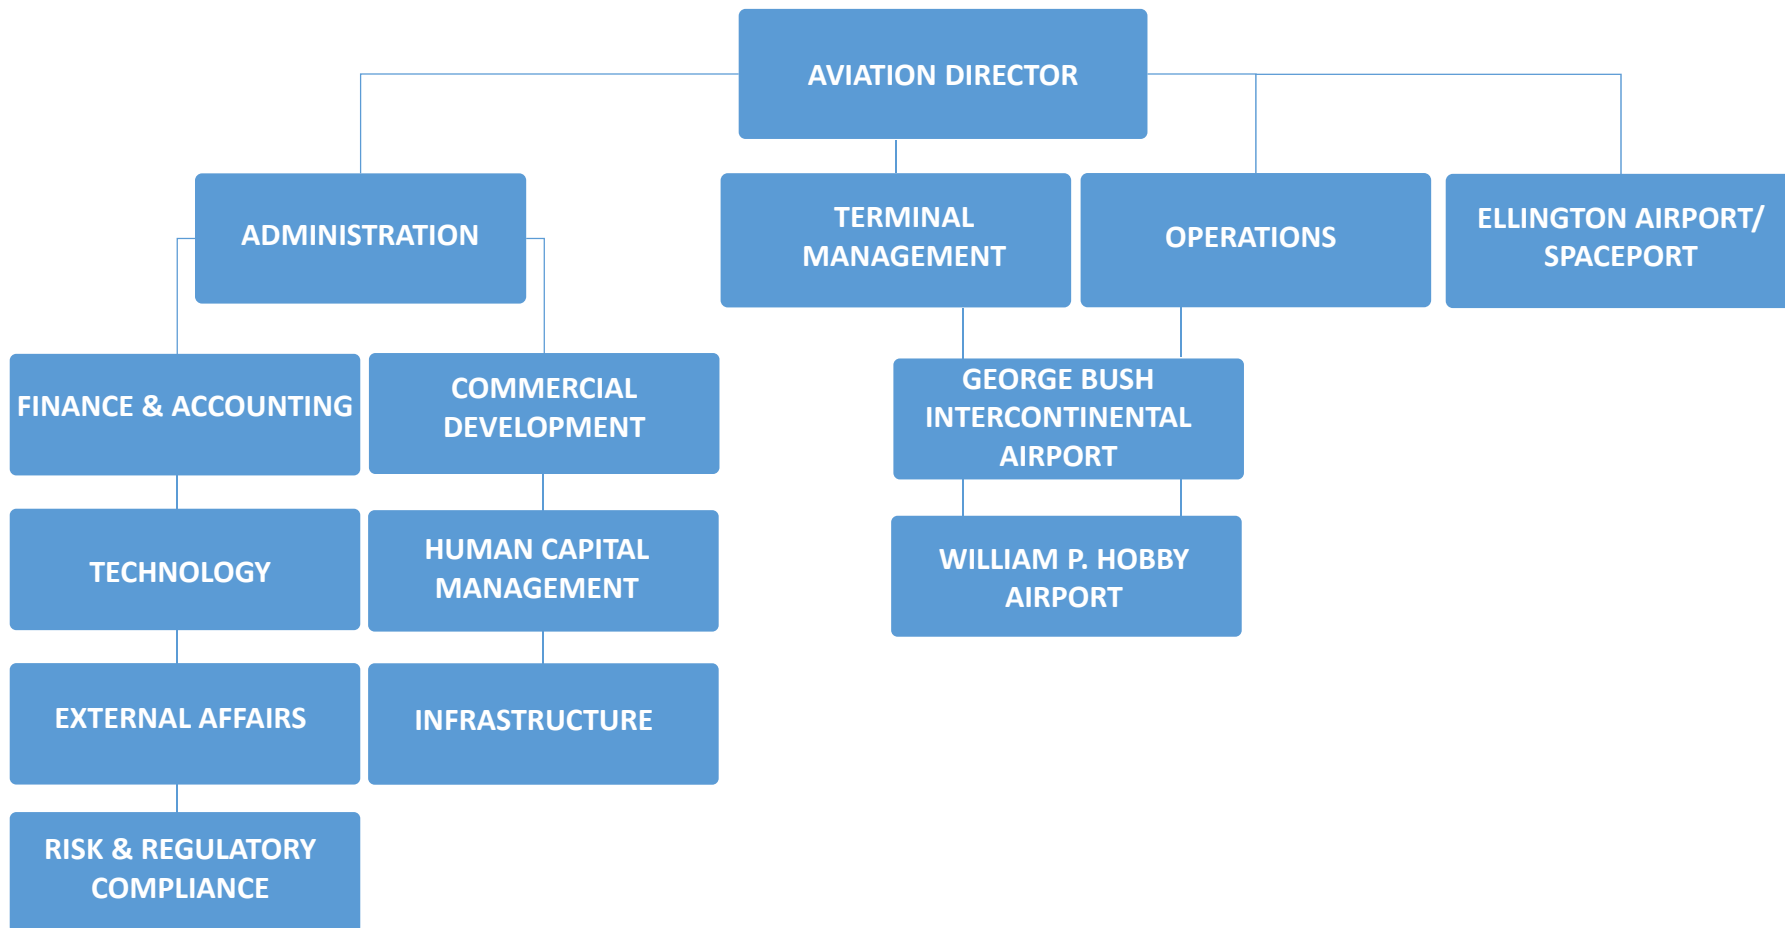 AVIATION DIRECTOR
ADMINISTRATION
TERMINAL
MANAGEMENT
OPERATIONS
ELLINGTON AIRPORT/
SPACEPORT
FINANCE & ACCOUNTING
COMMERCIAL
DEVELOPMENT
GEORGE BUSH
INTERCONTINENTAL
AIRPORT
TECHNOLOGY
HUMAN CAPITAL
MANAGEMENT
WILLIAM P. HOBBY
AIRPORT
EXTERNAL AFFAIRS
INFRASTRUCTURE
RISK & REGULATORY
COMPLIANCE